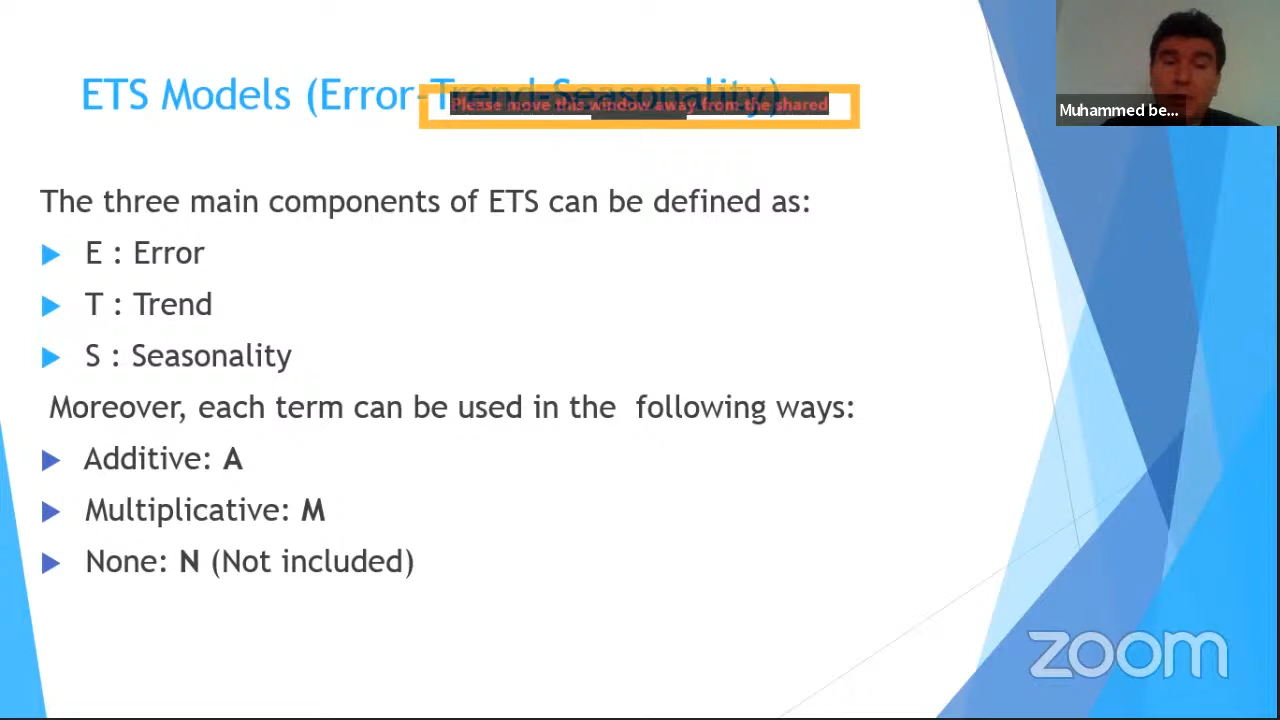 ETS Models (Error-Trend-Seasonality)
Please move this window away from the shared
Muhammed be...
The three main components of ETS can be defined as:
E : Error
T : Trend
S : Seasonality
Moreover, each term can be used in the following ways:
Additive: A
Multiplicative: M
None: N (Not included)
zoom